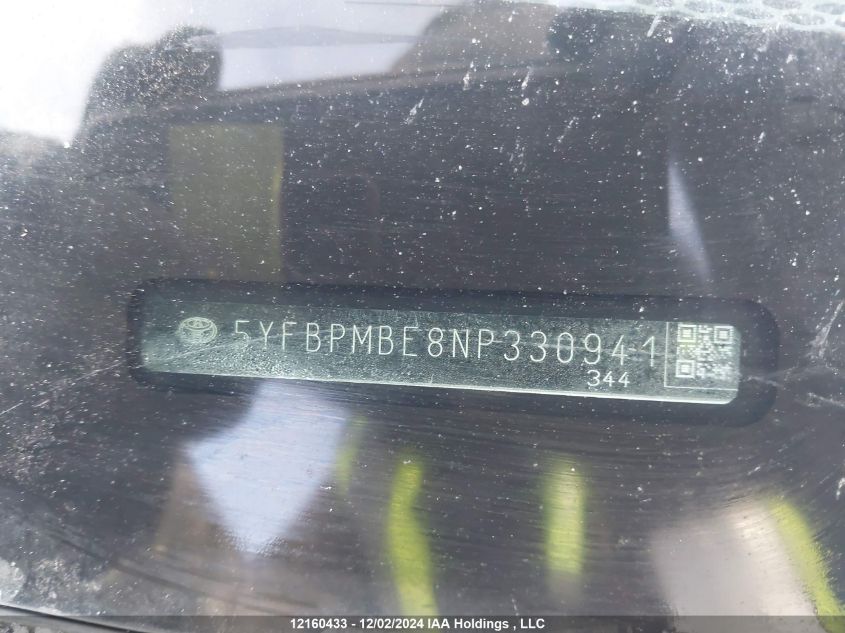 5YFBPMBE8NP330941
344
12160433 - 12/02/2024 IAA Holdings , LLC